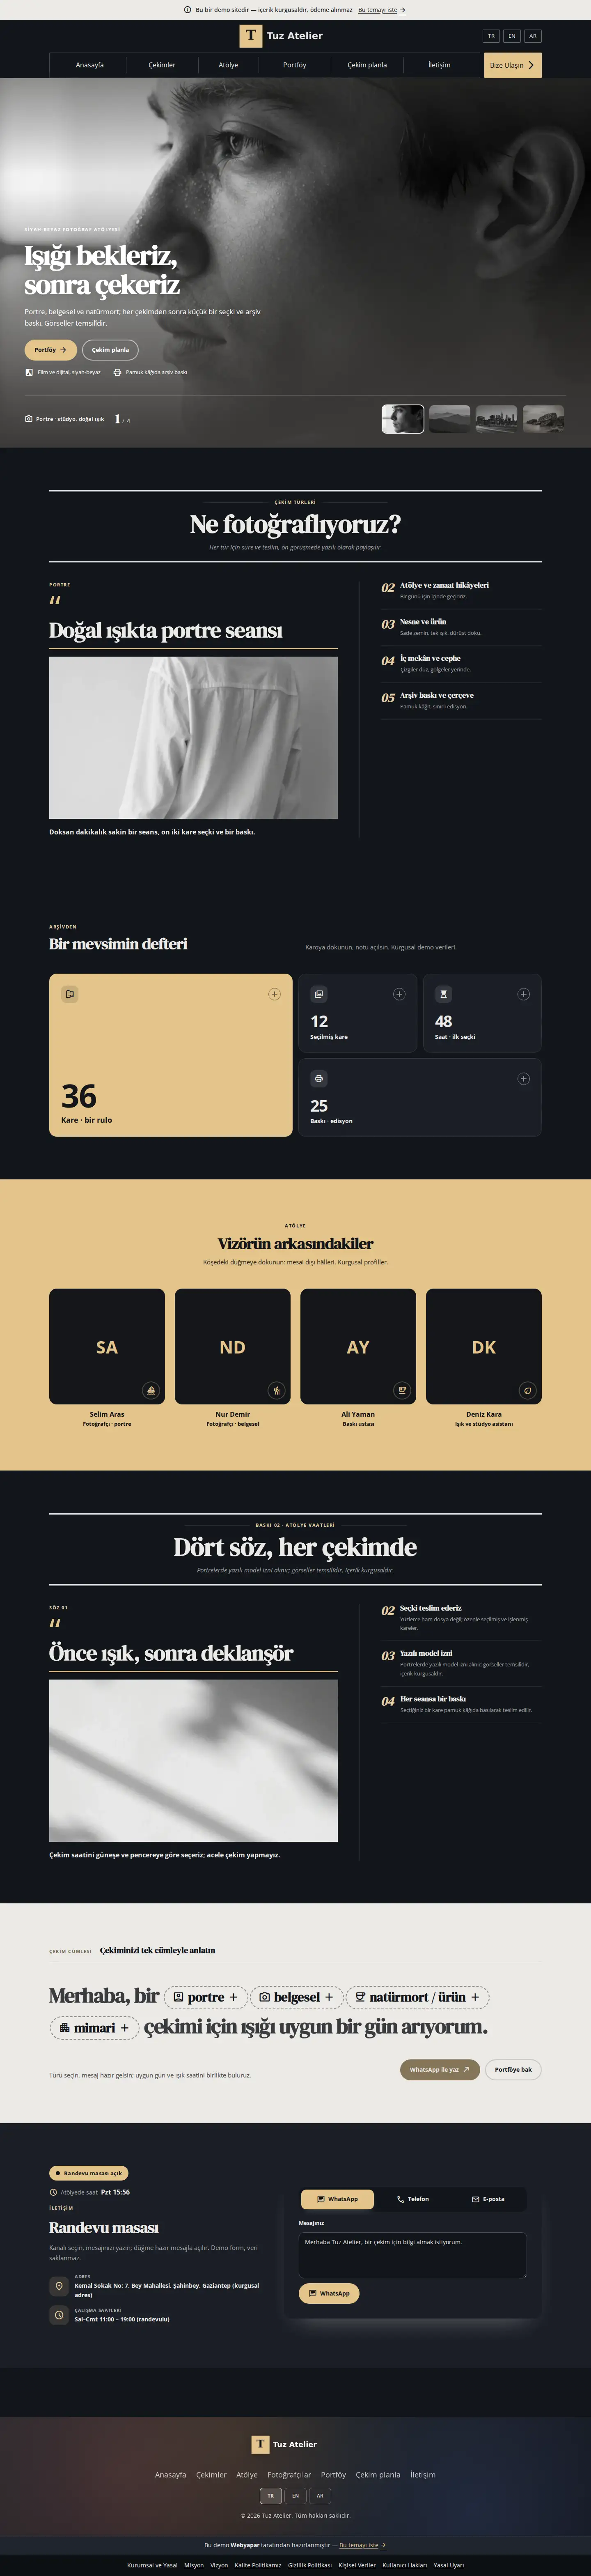 Bu bir demo sitedir — içerik kurgusaldır, ödeme alınmaz Bu temayı iste →
T Tuz Atelier
TR EN AR
Anasayfa Çekimler Atölye Portföy Çekim planla İletişim Bize Ulaşın
SİYAH-BEYAZ FOTOĞRAF ATÖLYESİ
Işığı bekleriz,
sonra çekeriz
Portre, belgesel ve natürmort; her çekimden sonra küçük bir seçki ve arşiv
baskı. Görseller temsilîdir.
Portföy → Çekim planla
Film ve dijital, siyah-beyaz Pamuk kâğıda arşiv baskı
Portre · stüdyo, doğal ışık 1 / 4
ÇEKİM TÜRLERİ
Ne fotoğraflıyoruz?
Her tür için süre ve teslim, ön görüşmede yazılı olarak paylaşılır.
PORTRE
“
Doğal ışıkta portre seansı
Doksan dakikalık sakin bir seans, on iki kare seçki ve bir baskı.
02 Atölye ve zanaat hikâyeleri
Bir günü işin içinde geçiririz.
03 Nesne ve ürün
Sade zemin, tek ışık, dürüst doku.
04 İç mekân ve cephe
Çizgiler düz, gölgeler yerinde.
05 Arşiv baskı ve çerçeve
Pamuk kâğıt, sınırlı edisyon.
ARŞİVDEN
Bir mevsimin defteri
Karoya dokunun, notu açılsın. Kurgusal demo verileri.
36
Kare · bir rulo
12
Seçilmiş kare
48
Saat · ilk seçki
25
Baskı · edisyon
ATÖLYE
Vizörün arkasındakiler
Köşedeki düğmeye dokunun: mesai dışı hâlleri. Kurgusal profiller.
SA ND AY DK
Selim Aras Nur Demir Ali Yaman Deniz Kara
Fotoğrafçı · portre Fotoğrafçı · belgesel Baskı ustası Işık ve stüdyo asistanı
BASKI 02 · ATÖLYE VAATLERİ
Dört söz, her çekimde
Portrelerde yazılı model izni alınır; görseller temsilîdir, içerik kurgusaldır.
SÖZ 01
“
Önce ışık, sonra deklanşör
Çekim saatini güneşe ve pencereye göre seçeriz; acele çekim yapmayız.
02 Seçki teslim ederiz
Yüzlerce ham dosya değil; özenle seçilmiş ve işlenmiş
kareler.
03 Yazılı model izni
Portrelerde yazılı model izni alınır; görseller temsilîdir,
içerik kurgusaldır.
04 Her seansa bir baskı
Seçtiğiniz bir kare pamuk kâğıda basılarak teslim edilir.
ÇEKİM CÜMLESİ Çekiminizi tek cümleyle anlatın
Merhaba, bir portre + belgesel + natürmort / ürün +
mimari + çekimi için ışığı uygun bir gün arıyorum.
Türü seçin, mesaj hazır gelsin; uygun gün ve ışık saatini birlikte buluruz.
WhatsApp ile yaz Portföye bak
Randevu masası açık
Atölyede saat Pzt 15:56
İLETİŞİM
Randevu masası
Kanalı seçin, mesajınızı yazın; düğme hazır mesajla açılır. Demo form, veri
saklanmaz.
ADRES
Kemal Sokak No: 7, Bey Mahallesi, Şahinbey, Gaziantep (kurgusal
adres)
ÇALIŞMA SAATLERİ
Sal–Cmt 11:00 – 19:00 (randevulu)
WhatsApp Telefon E-posta
Mesajınız
Merhaba Tuz Atelier, bir çekim için bilgi almak istiyorum.
WhatsApp
T Tuz Atelier
Anasayfa Çekimler Atölye Fotoğrafçılar Portföy Çekim planla İletişim
TR EN AR
© 2026 Tuz Atelier. Tüm hakları saklıdır.
Bu demo Webyapar tarafından hazırlanmıştır — Bu temayı iste →
Kurumsal ve Yasal Misyon Vizyon Kalite Politikamız Gizlilik Politikası Kişisel Veriler Kullanıcı Hakları Yasal Uyarı